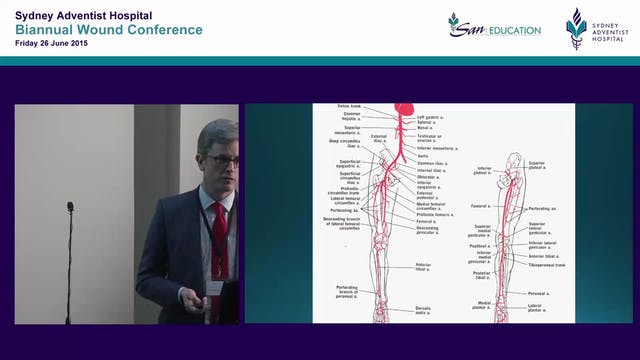 Sydney Adventist Hospital
Biannual Wound Conference
Friday 26 June 2015
San EDUCATION
SYDNEY
ADVENTIST
HOSPITAL
Celiac trunk
Common
hepatic a.
Superior
mesenteric a.
Deep circumflex
iliac a.
External
iliac a.
Superficial
epigastric a.
Superficial
circumflex
iliac a.
Profunda
circumflex trunk
Lateral femoral
circumflex a.
Perforating aa.
Descending branch
of lateral femoral
circumflex
Perforating
branch of
peroneal a.
Left gastric a.
Splenic a.
Renal a.
Testicular or
ovarian a.
Inferior mesenteric a.
Aorta
Common iliac a.
Internal iliac a.
Obturator a.
Inferior
epigastric a.
External
pudendal a.
Medial femoral
circumflex a.
Profunda femoris a.
Femoral a.
Descending
genicular a.
Anterior
tibial a.
Dorsalis
pedis a.
Inferior
gluteal a.
Femoral a.
Superior
medial
genicular a.
Popliteal a.
Inferior
medial
genicular a.
Posterior
tibial a.
Medial
plantar a.
Superior
gluteal a.
Perforating aa.
Superior
lateral
genicular a.
Inferior lateral
genicular a.
Anterior tibial a.
Tibioperoneal trunk
Peroneal a.
Lateral
plantar a.